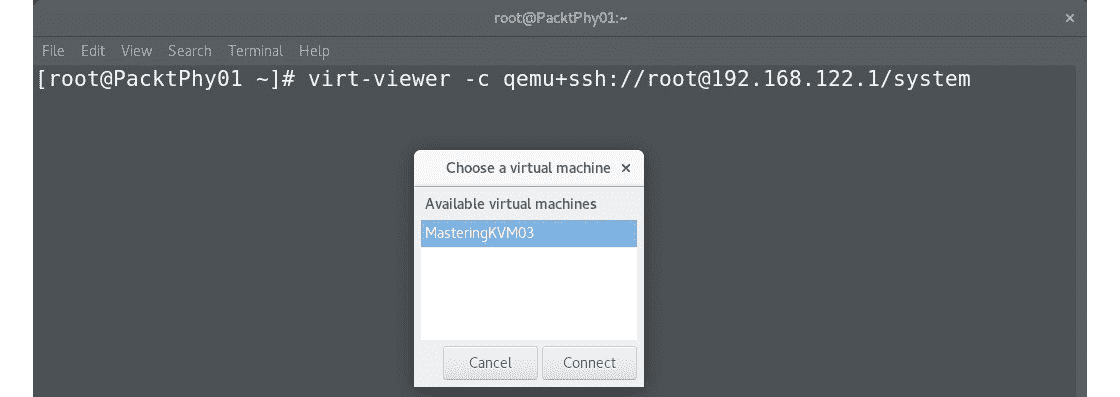 root@PacktPhy01:~ ×
File Edit View Search Terminal Help
[root@PacktPhy01 ~]# virt-viewer -c qemu+ssh://root@192.168.122.1/system
Choose a virtual machine ×
Available virtual machines
MasteringKVM03
Cancel Connect